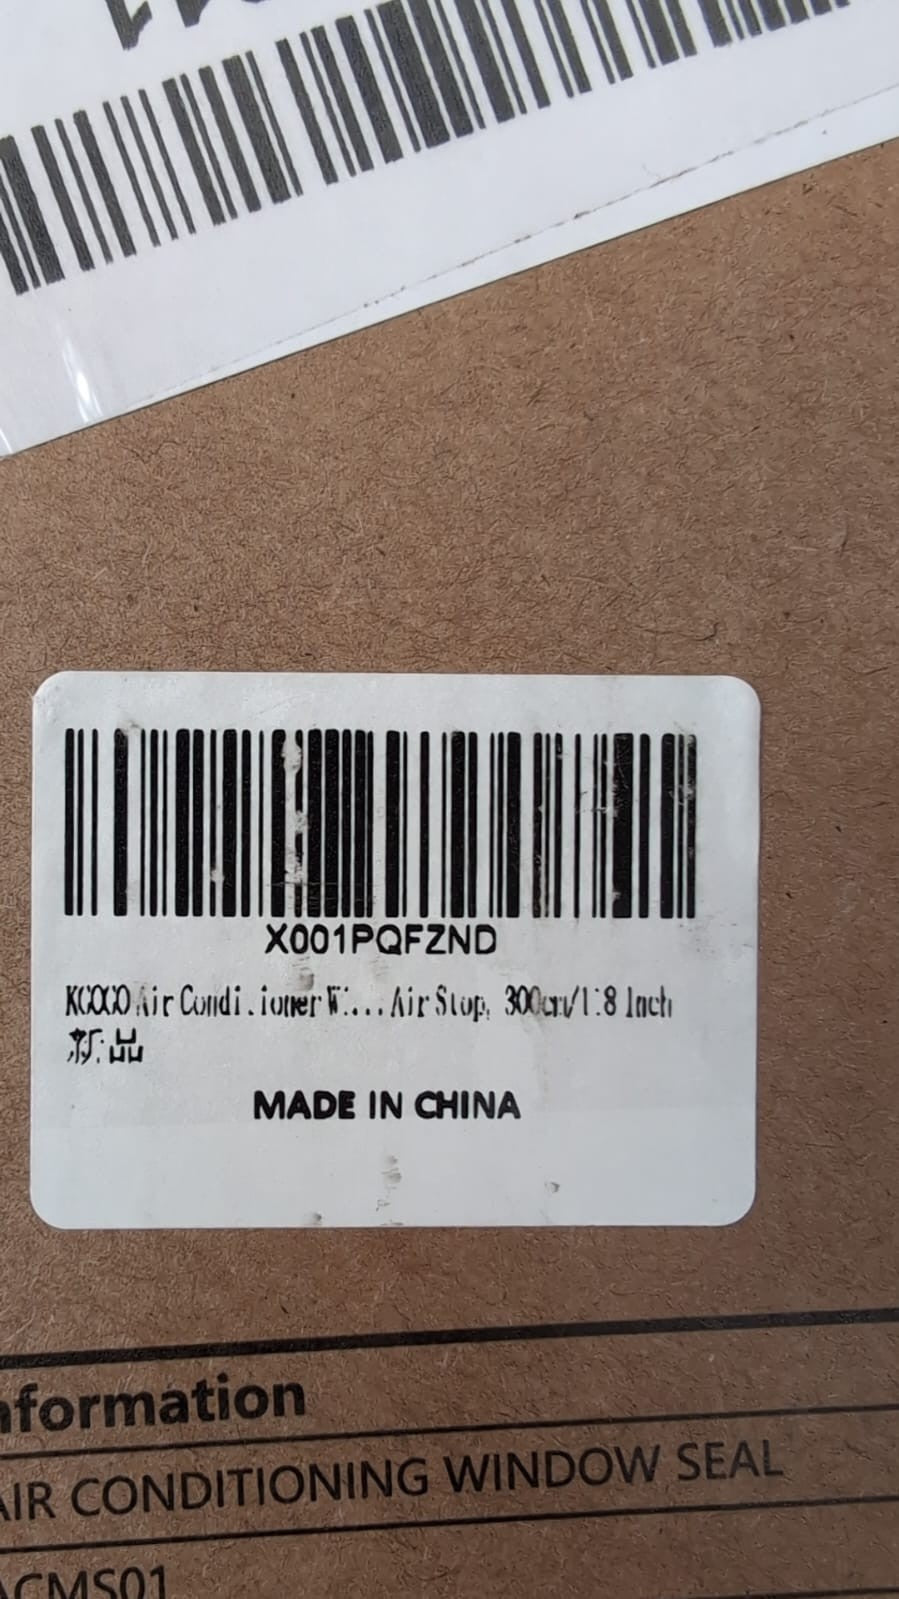 X001PQFZND
Air Conditioner W... Air Stop, 300cm/118 Inch
新品
MADE IN CHINA
nformation
AIR CONDITIONING WINDOW SEAL
ACMS01